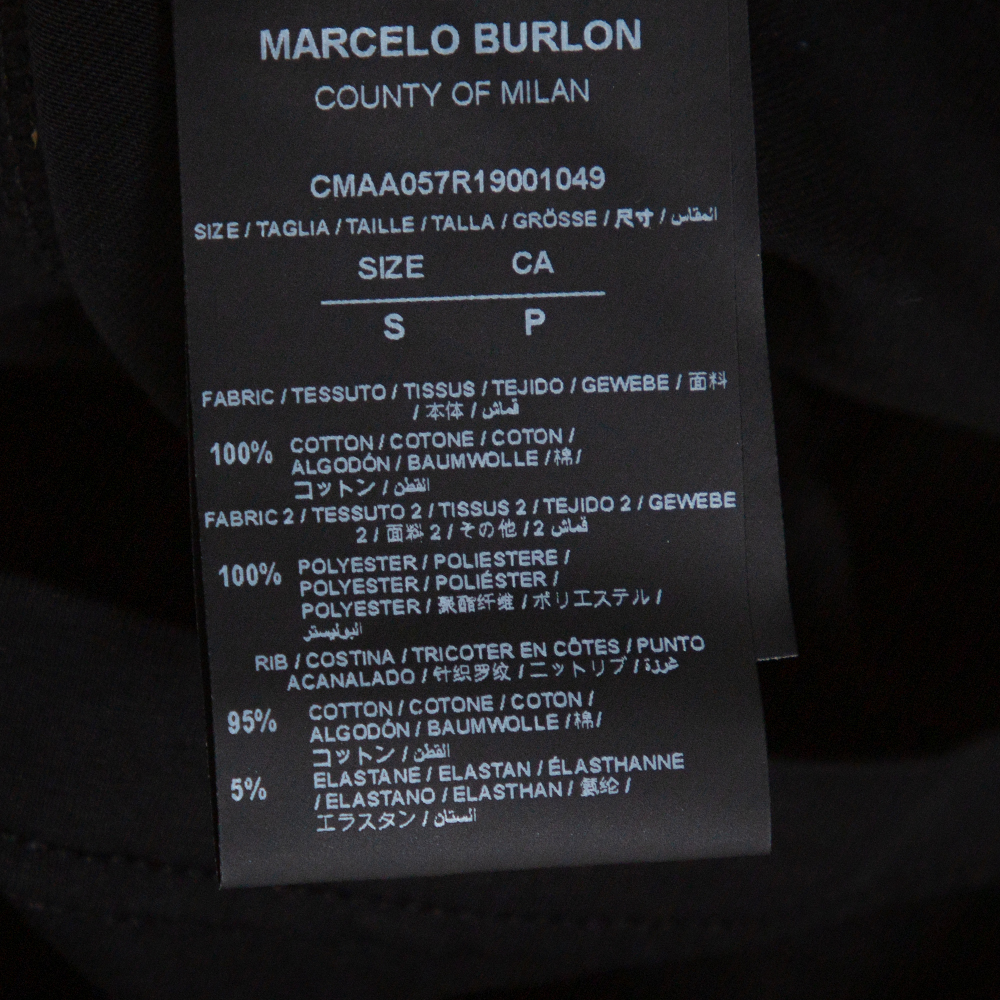 MARCELO BURLON
COUNTY OF MILAN
CMAA057R19001049
SIZE / TAGLIA / TAILLE / TALLA / GRÖSSE / 尺寸 / المقاس
SIZE CA
S P
FABRIC / TESSUTO / TISSUS / TEJIDO / GEWEBE / 面料
/ 本体 / قماش
100% COTTON / COTONE / COTON /
ALGODÓN / BAUMWOLLE / 棉 /
コットン / القطن
FABRIC 2 / TESSUTO 2 / TISSUS 2 / TEJIDO 2 / GEWEBE
2 / 面料 2 / その他 / 2 قماش
100% POLYESTER / POLIESTERE /
POLYESTER / POLIÉSTER /
POLYESTER / 聚酯纤维 / ポリエステル /
البوليستر
RIB / COSTINA / TRICOTER EN CÔTES / PUNTO
ACANALADO / 针织罗纹 / ニットリブ / غرزة
95% COTTON / COTONE / COTON /
ALGODÓN / BAUMWOLLE / 棉 /
コットン / القطن
5% ELASTANE / ELASTAN / ÉLASTHANNE
/ ELASTANO / ELASTHAN / 氨纶 /
エラスタン / الستان